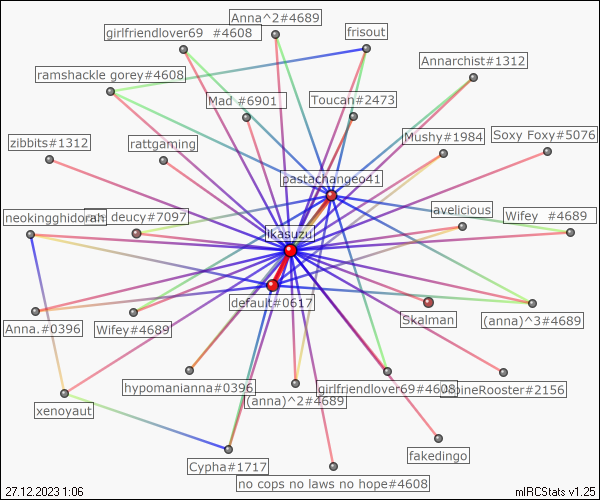 Anna^2#4689
girlfriendlover69 #4608
frisout
Annarchist#1312
ramshackle gorey#4608
Mad #6901
Toucan#2473
Mushy#1984
Soxy Foxy#5076
zibbits#1312
rattgaming
pastachangeo41
neokingghidorah
deucy#7097
avelicious
Wifey #4689
ikasuzu
default#0617
Anna.#0396
Wifey#4689
Skalman
(anna)^3#4689
hypomanianna#0396
(anna)^2#4689
girlfriendlover69#4608
pineRooster#2156
xenoyaut
fakedingo
Cypha#1717
no cops no laws no hope#4608
27.12.2023 1:06
mIRCStats v1.25